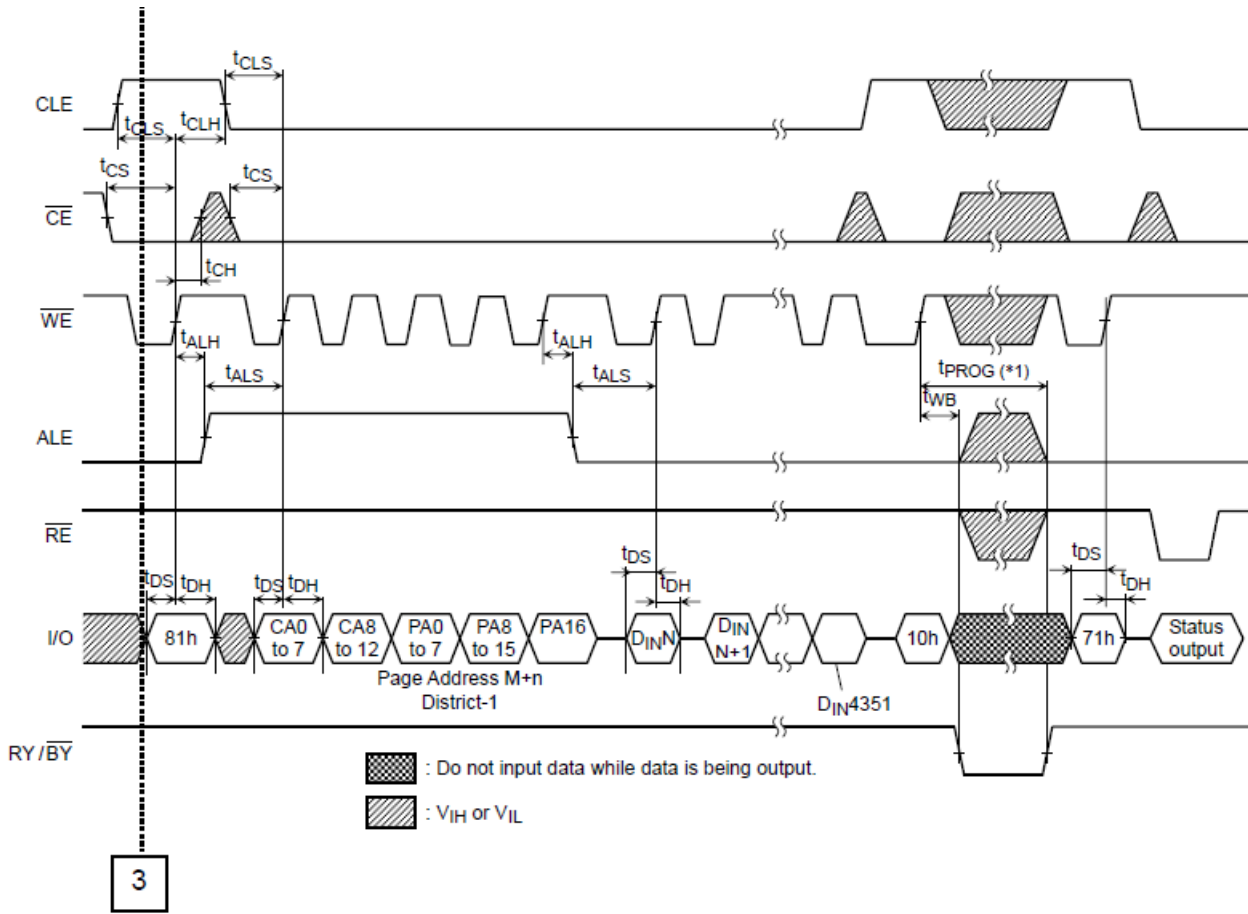 tCLS
CLE
tCLS
tCLH
tCS
tCS
CE
tCH
WE
tALH
tALH
tALS
tALS
tPROG (*1)
tWB
ALE
RE
tDS
tDS
tDH
tDS
tDH
tDS
tDH
tDH
I/O
81h
CA0 to 7
CA8 to 12
PA0 to 7
PA8 to 15
PA16
DINN
DIN N+1
10h
71h
Status output
Page Address M+n
District-1
DIN4351
RY/BY
: Do not input data while data is being output.
: VIH or VIL
3